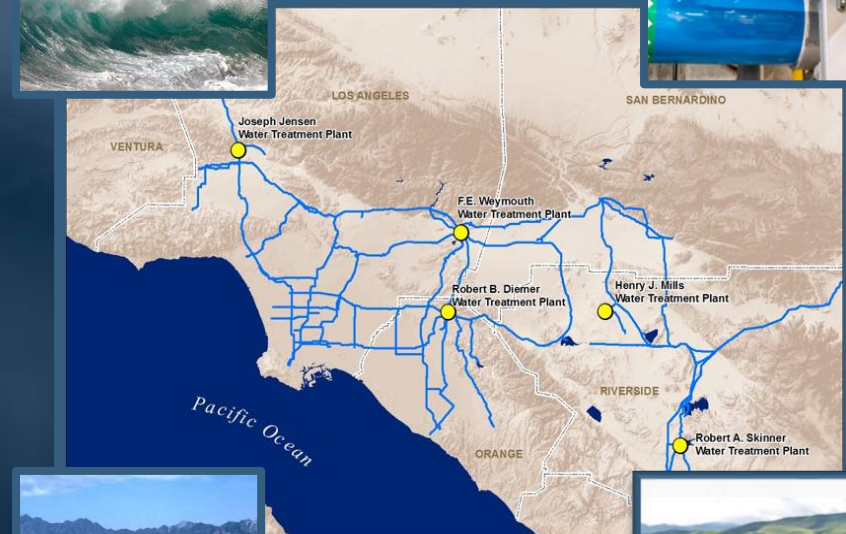 LOS ANGELES
SAN BERNARDINO
Joseph Jensen
Water Treatment Plant
VENTURA
F.E. Weymouth
Water Treatment Plant
Robert B. Diemer
Water Treatment Plant
Henry J. Mills
Water Treatment Plant
RIVERSIDE
Pacific Ocean
Robert A. Skinner
Water Treatment Plant
ORANGE